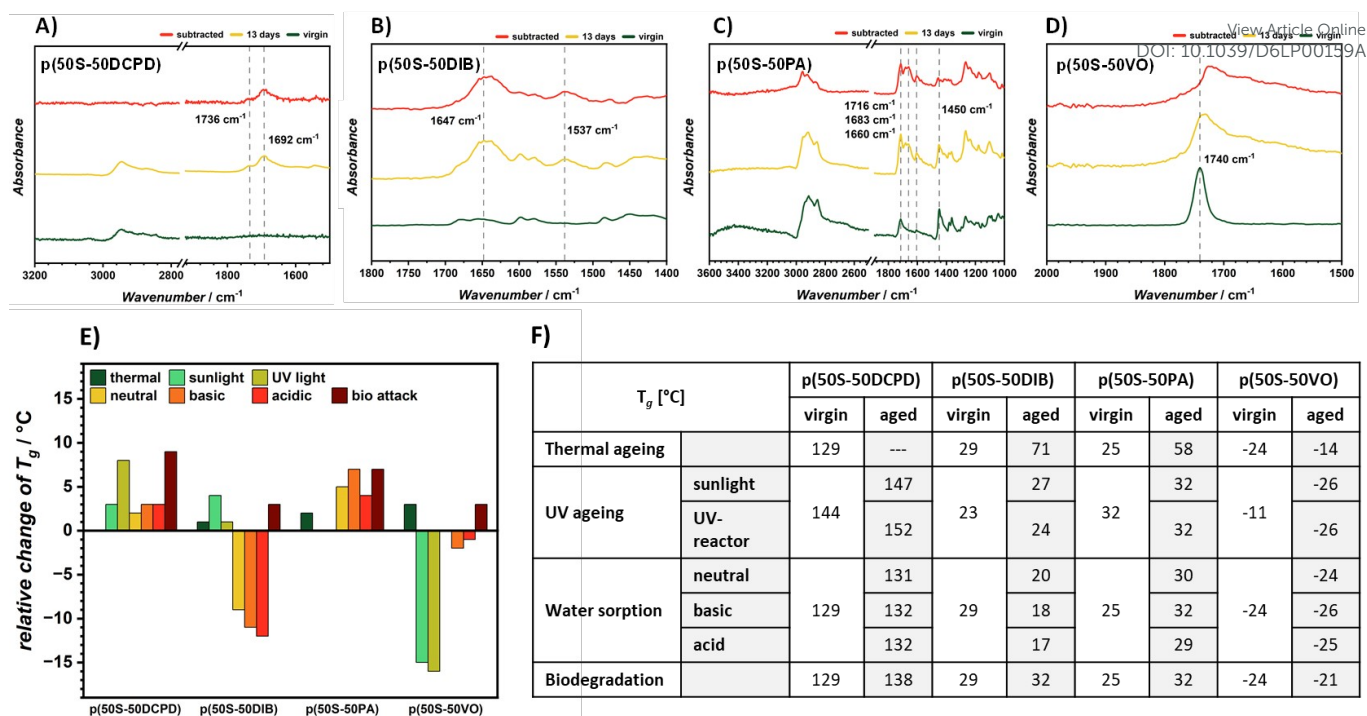 View Article Online
DOI: 10.1039/D6LP00159A
A)
subtracted 13 days virgin
p(50S-50DCPD)
1736 cm-1
1692 cm-1
Absorbance
3200 3000 2800 1800 1600
Wavenumber / cm-1
B)
subtracted 13 days virgin
p(50S-50DIB)
1647 cm-1
1537 cm-1
Absorbance
1800 1750 1700 1650 1600 1550 1500 1450 1400
Wavenumber / cm-1
C)
subtracted 13 days virgin
p(50S-50PA)
1716 cm-1
1683 cm-1
1660 cm-1
1450 cm-1
Absorbance
3600 3400 3200 3000 2800 2600 1800 1600 1400 1200 1000
Wavenumber / cm-1
D)
subtracted 13 days virgin
p(50S-50VO)
1740 cm-1
Absorbance
2000 1900 1800 1700 1600 1500
Wavenumber / cm-1
E)
thermal sunlight UV light
neutral basic acidic bio attack
relative change of Tg / °C
15
10
5
0
−5
−10
−15
p(50S-50DCPD) p(50S-50DIB) p(50S-50PA) p(50S-50VO)
F)
Tg [°C] p(50S-50DCPD) p(50S-50DIB) p(50S-50PA) p(50S-50VO)
virgin aged virgin aged virgin aged virgin aged
Thermal ageing 129 --- 29 71 25 58 -24 -14
UV ageing sunlight 144 147 23 27 32 32 -11 -26
UV-
reactor 152 24 32 -26
Water sorption neutral 129 131 29 20 25 30 -24 -24
basic 132 18 32 -26
acid 132 17 29 -25
Biodegradation 129 138 29 32 25 32 -24 -21